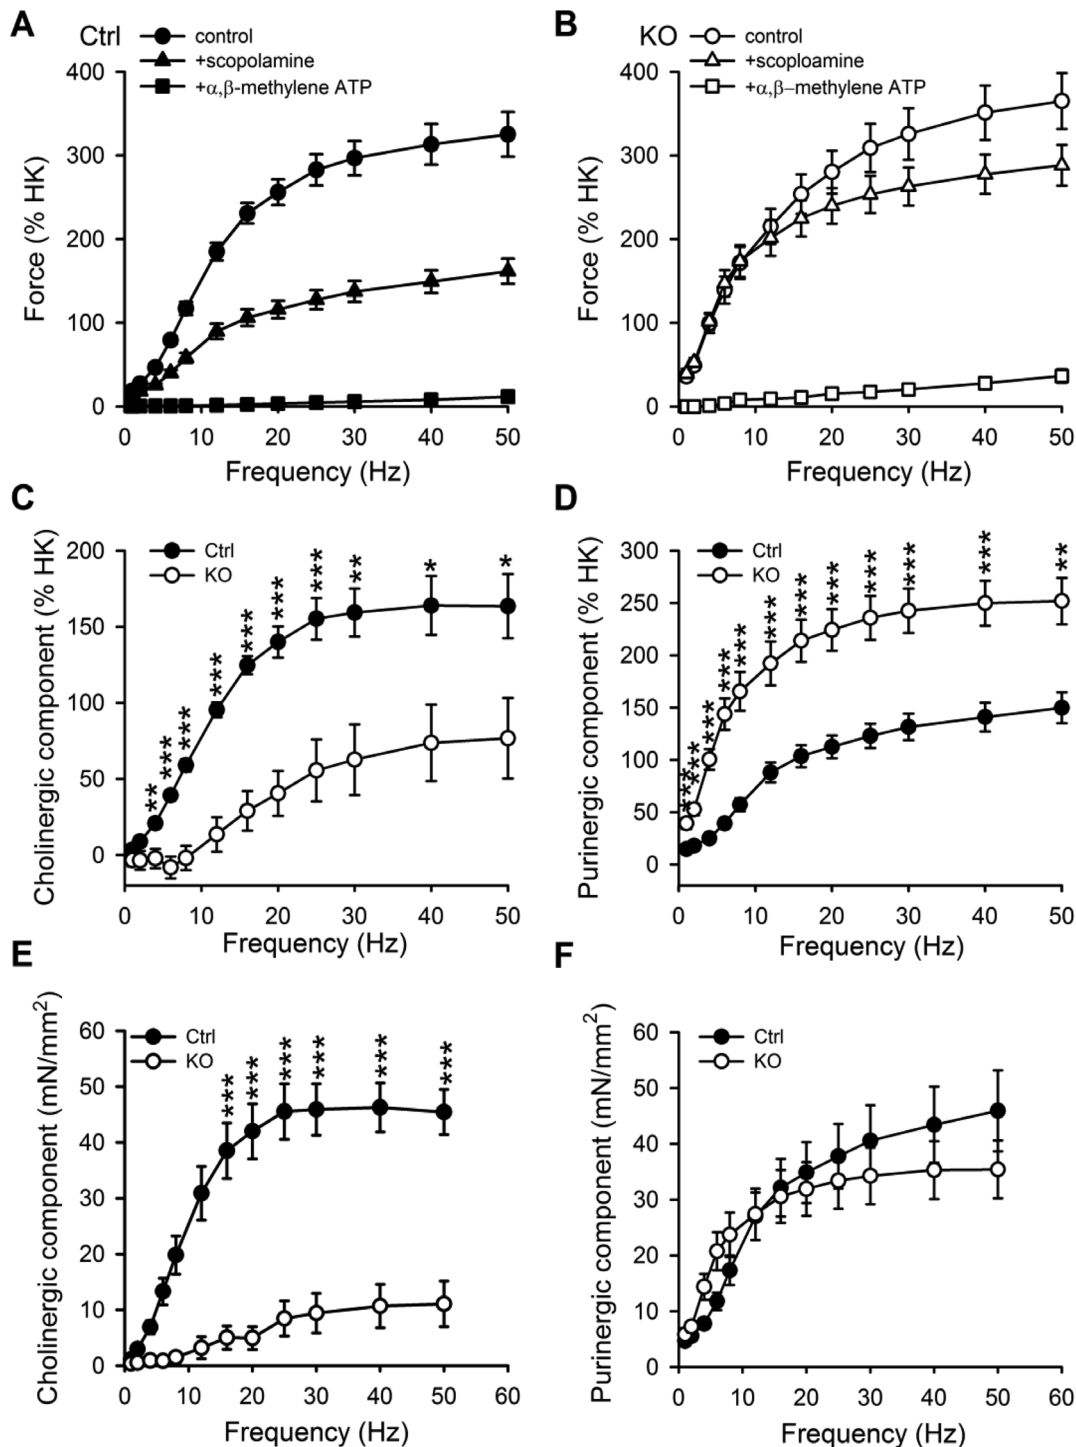 A
Ctrl
control
+scopolamine
+α,β-methylene ATP
Force (% HK)
400
300
200
100
0
0 10 20 30 40 50
Frequency (Hz)
B
KO
control
+scoploamine
+α,β–methylene ATP
Force (% HK)
400
300
200
100
0
0 10 20 30 40 50
Frequency (Hz)
C
Ctrl
KO
Cholinergic component (% HK)
200
150
100
50
0
** *** *** *** *** *** *** ** * *
0 10 20 30 40 50
Frequency (Hz)
D
Ctrl
KO
Purinergic component (% HK)
300
250
200
150
100
50
0
*** *** *** *** *** *** *** *** *** *** *** **
0 10 20 30 40 50
Frequency (Hz)
E
Ctrl
KO
Cholinergic component (mN/mm²)
60
50
40
30
20
10
0
*** *** *** *** *** ***
0 10 20 30 40 50 60
Frequency (Hz)
F
Ctrl
KO
Purinergic component (mN/mm²)
60
50
40
30
20
10
0
0 10 20 30 40 50 60
Frequency (Hz)